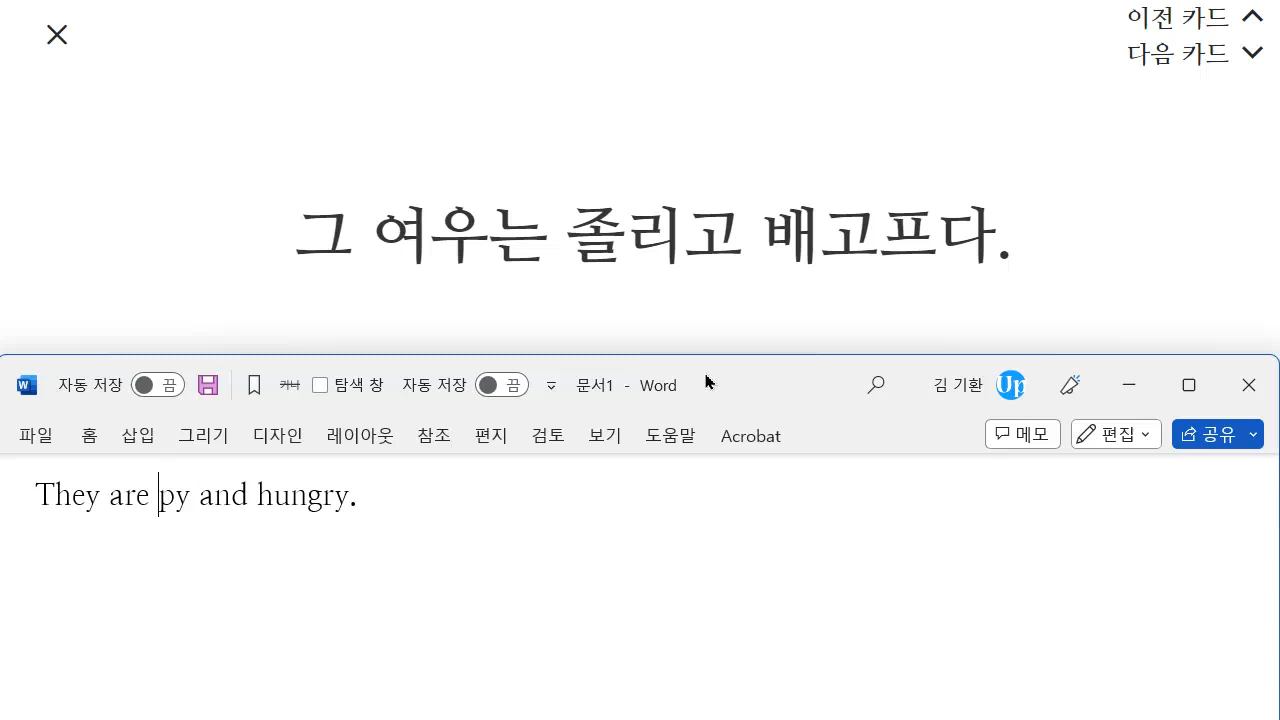 이전 카드
다음 카드
그 여우는 졸리고 배고프다.
자동 저장 끔 가나 탐색 창 자동 저장 끔 문서1 - Word 김 기환 Up
파일 홈 삽입 그리기 디자인 레이아웃 참조 편지 검토 보기 도움말 Acrobat 메모 편집 공유
They are py and hungry.